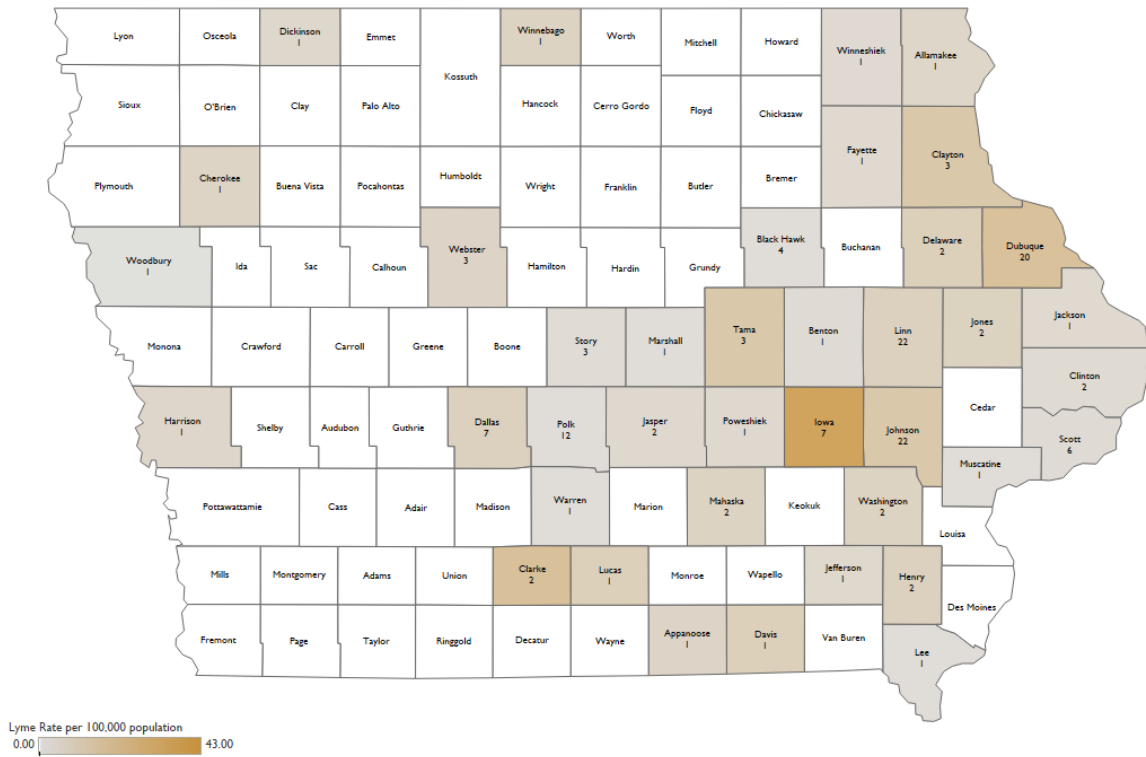 Lyon
Osceola
Dickinson
1
Emmet
Kossuth
Winnebago
1
Worth
Mitchell
Howard
Winneshiek
1
Allamakee
1
Sioux
O'Brien
Clay
Palo Alto
Hancock
Cerro Gordo
Floyd
Chickasaw
Plymouth
Cherokee
1
Buena Vista
Pocahontas
Humboldt
Wright
Franklin
Butler
Bremer
Fayette
1
Clayton
3
Woodbury
1
Ida
Sac
Calhoun
Webster
3
Hamilton
Hardin
Grundy
Black Hawk
4
Buchanan
Delaware
2
Dubuque
20
Monona
Crawford
Carroll
Greene
Boone
Story
3
Marshall
1
Tama
3
Benton
1
Linn
22
Jones
2
Jackson
1
Clinton
2
Harrison
1
Shelby
Audubon
Guthrie
Dallas
7
Polk
12
Jasper
2
Poweshiek
1
Iowa
7
Johnson
22
Cedar
Scott
6
Muscatine
1
Pottawattamie
Cass
Adair
Madison
Warren
1
Marion
Mahaska
2
Keokuk
Washington
2
Louisa
Mills
Montgomery
Adams
Union
Clarke
2
Lucas
1
Monroe
Wapello
Jefferson
1
Henry
2
Des Moines
Fremont
Page
Taylor
Ringgold
Decatur
Wayne
Appanoose
1
Davis
1
Van Buren
Lee
1
Lyme Rate per 100,000 population
0.00 43.00